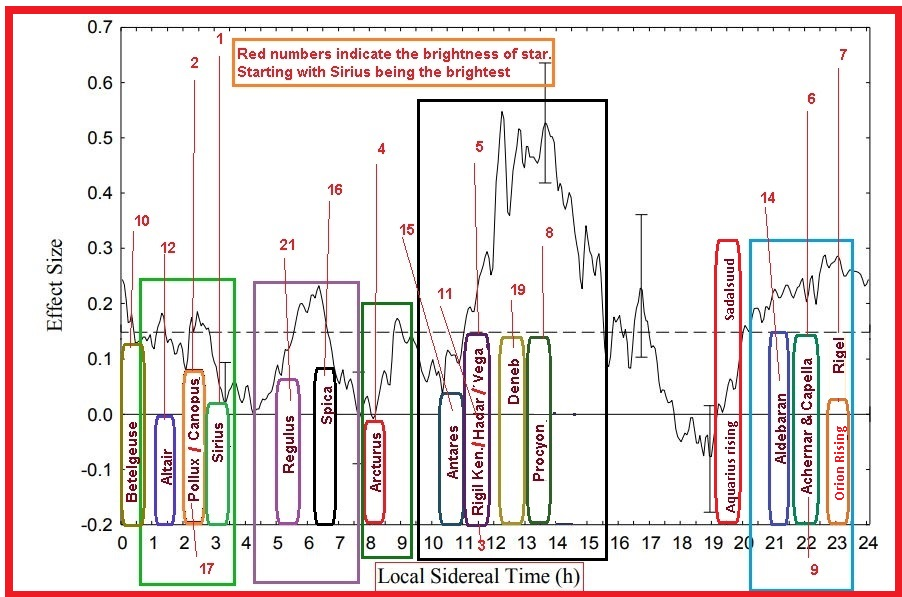 Red numbers indicate the brightness of star.
Starting with Sirius being the brightest
1
2
7
4
5
6
16
15
14
8
10
12
21
11
19
0.7
0.6
0.5
0.4
0.3
0.2
0.1
0.0
-0.1
-0.2
Effect Size
Betelgeuse
Altair
Pollux / Canopus
Sirius
Regulus
Spica
Arcturus
Antares
Rigil Ken./Hadar / Vega
Deneb
Procyon
Aquarius rising
Sadalsuud
Aldebaran
Achernar & Capella
Orion Rising
Rigel
0 1 2 3 4 5 6 7 8 9 10 11 12 13 14 15 16 17 18 19 20 21 22 23 24
17
3
9
Local Sidereal Time (h)